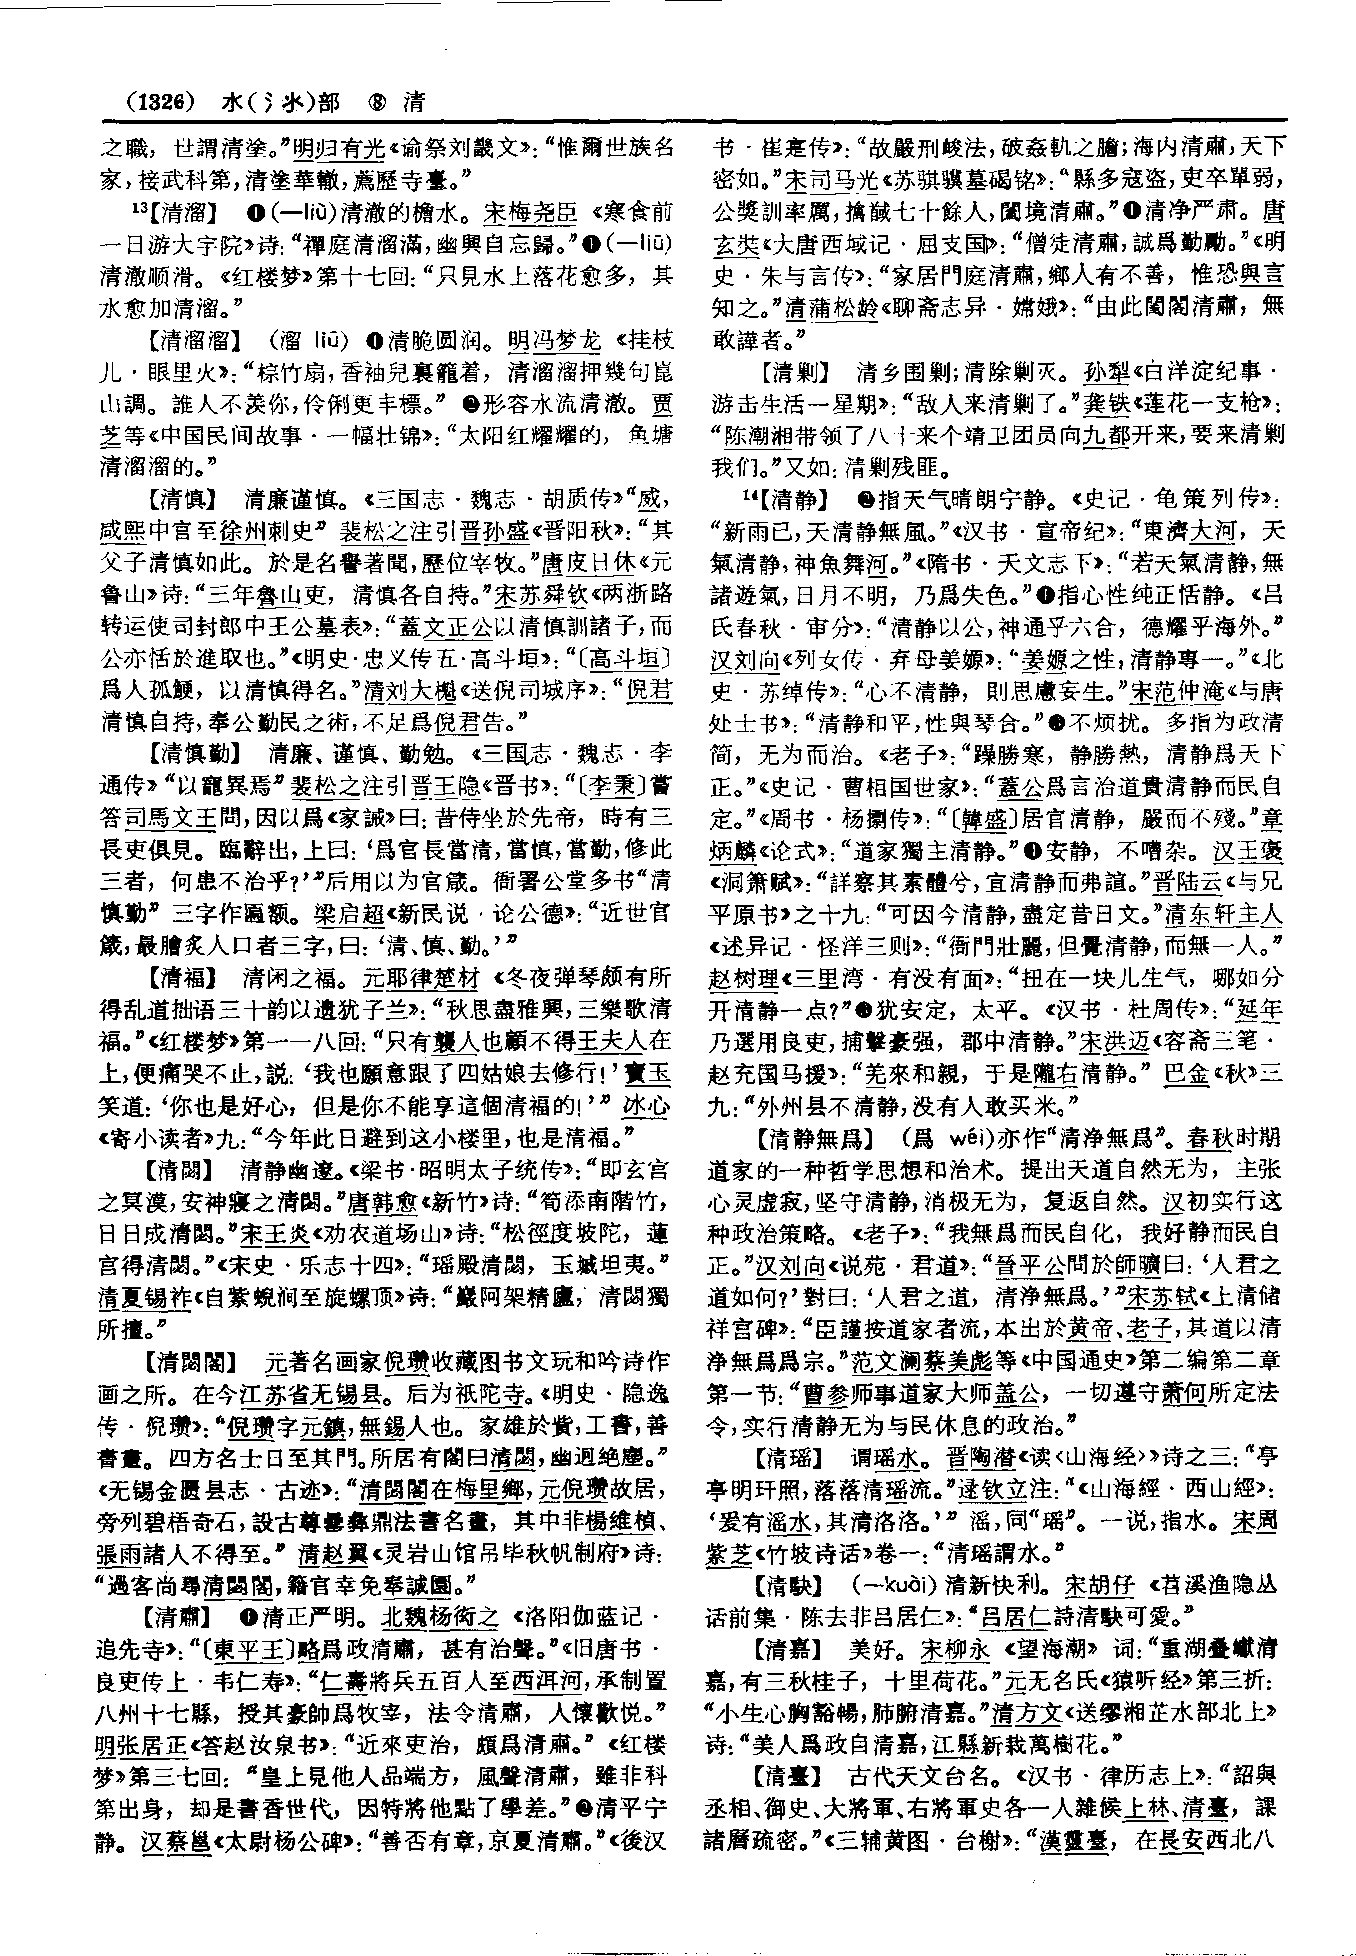 (1326) 水(氵氺)部 ⑧ 清
之職，世謂清塗。”明归有光《谕祭刘畿文》：“惟爾世族名
家，接武科第，清塗華轍，薦歷寺臺。”
13【清溜】 ❶(—liù)清澈的檐水。宋梅尧臣《寒食前
一日游大字院》诗：“禪庭清溜滿，幽興自忘歸。”❷(—liū)
清澈顺滑。《红楼梦》第十七回：“只見水上落花愈多，其
水愈加清溜。”
【清溜溜】 (溜 liū) ❶清脆圆润。明冯梦龙《挂枝
儿·眼里火》：“棕竹扇，香袖兒裏籠着，清溜溜押幾句崑
山調。誰人不羡你，伶俐更丰標。” ❷形容水流清澈。贾
芝等《中国民间故事·一幅壮锦》：“太阳红耀耀的，鱼塘
清溜溜的。”
【清慎】 清廉谨慎。《三国志·魏志·胡质传》“威，
咸熙中官至徐州刺史” 裴松之注引晋孙盛《晋阳秋》：“其
父子清慎如此。於是名譽著聞，歷位宰牧。”唐皮日休《元
鲁山》诗：“三年魯山吏，清慎各自持。”宋苏舜钦《两浙路
转运使司封郎中王公墓表》：“蓋文正公以清慎訓諸子，而
公亦恬於進取也。”《明史·忠义传五·高斗垣》：“〔高斗垣〕
爲人孤鯁，以清慎得名。”清刘大櫆《送倪司城序》：“倪君
清慎自持，奉公勤民之術，不足爲倪君告。”
【清慎勤】 清廉、谨慎、勤勉。《三国志·魏志·李
通传》“以寵異焉” 裴松之注引晋王隐《晋书》：“〔李秉〕嘗
答司馬文王問，因以爲《家誡》曰：昔侍坐於先帝，時有三
長吏俱見。臨辭出，上曰：‘爲官長當清，當慎，當勤，修此
三者，何患不治乎？’”后用以为官箴。衙署公堂多书“清
慎勤” 三字作匾额。梁启超《新民说·论公德》：“近世官
箴，最膾炙人口者三字，曰：‘清、慎、勤。’”
【清福】 清闲之福。元耶律楚材《冬夜弹琴颇有所
得乱道拙语三十韵以遗犹子兰》：“秋思盡雅興，三樂歌清
福。”《红楼梦》第一一八回：“只有襲人也顧不得王夫人在
上，便痛哭不止，説：‘我也願意跟了四姑娘去修行！’寶玉
笑道：‘你也是好心，但是你不能享這個清福的！’” 冰心
《寄小读者》九：“今年此日避到这小楼里，也是清福。”
【清閟】 清静幽邃。《梁书·昭明太子统传》：“即玄宫
之冥漠，安神寢之清閟。”唐韩愈《新竹》诗：“筍添南階竹，
日日成清閟。”宋王炎《劝农道场山》诗：“松徑度坡陀，蓮
宫得清閟。”《宋史·乐志十四》：“瑶殿清閟，玉墄坦夷。”
清夏锡祚《自紫蜺涧至旋螺顶》诗：“巖阿架精廬，清閟獨
所擅。”
【清閟閣】 元著名画家倪瓒收藏图书文玩和吟诗作
画之所。在今江苏省无锡县。后为祇陀寺。《明史·隐逸
传·倪瓒》：“倪瓚字元鎮，無錫人也。家雄於貲，工書，善
書畫。四方名士日至其門。所居有閣曰清閟，幽迥絶塵。”
《无锡金匮县志·古迹》：“清閟閣在梅里鄉，元倪瓚故居，
旁列碧梧奇石，設古尊罍彝鼎法書名畫，其中非楊維楨、
張雨諸人不得至。” 清赵翼《灵岩山馆吊毕秋帆制府》诗：
“過客尚尋清閟閣，籍官幸免奉誠園。”
【清肅】 ❶清正严明。北魏杨衒之《洛阳伽蓝记·
追先寺》：“〔東平王〕略爲政清肅，甚有治聲。”《旧唐书·
良吏传上·韦仁寿》：“仁壽將兵五百人至西洱河，承制置
八州十七縣，授其豪帥爲牧宰，法令清肅，人懷歡悦。”
明张居正《答赵汝泉书》：“近來吏治，頗爲清肅。”《红楼
梦》第三七回：“皇上見他人品端方，風聲清肅，雖非科
第出身，却是書香世代，因特將他點了學差。”❷清平宁
静。汉蔡邕《太尉杨公碑》：“善否有章，京夏清肅。”《後汉
书·崔寔传》：“故嚴刑峻法，破姦軌之膽；海内清肅，天下
密如。”宋司马光《苏骐骥墓碣铭》：“縣多寇盗，吏卒單弱，
公獎訓率厲，擒馘七十餘人，闔境清肅。”❸清净严肃。唐
玄奘《大唐西域记·屈支国》：“僧徒清肅，誠爲勤勵。”《明
史·朱与言传》：“家居門庭清肅，鄉人有不善，惟恐與言
知之。”清蒲松龄《聊斋志异·嫦娥》：“由此閨閣清肅，無
敢譁者。”
【清剿】 清乡围剿；清除剿灭。孙犁《白洋淀纪事·
游击生活一星期》：“敌人来清剿了。”龚铁《莲花一支枪》：
“陈潮湘带领了八十来个靖卫团员向九都开来，要来清剿
我们。”又如：清剿残匪。
14【清静】 ❷指天气晴朗宁静。《史记·龟策列传》：
“新雨已，天清静無風。”《汉书·宣帝纪》：“東濟大河，天
氣清静，神魚舞河。”《隋书·天文志下》：“若天氣清静，無
諸遊氣，日月不明，乃爲失色。”❶指心性纯正恬静。《吕
氏春秋·审分》：“清静以公，神通乎六合，德耀乎海外。”
汉刘向《列女传·弃母姜嫄》：“姜嫄之性，清静專一。”《北
史·苏绰传》：“心不清静，則思慮妄生。”宋范仲淹《与唐
处士书》：“清静和平，性與琴合。”❸不烦扰。多指为政清
简，无为而治。《老子》：“躁勝寒，静勝熱，清静爲天下
正。”《史记·曹相国世家》：“蓋公爲言治道貴清静而民自
定。”《周书·杨㩲传》：“〔韓盛〕居官清静，嚴而不殘。”章
炳麟《论式》：“道家獨主清静。”❹安静，不嘈杂。汉王褒
《洞箫赋》：“詳察其素體兮，宜清静而弗諠。”晋陆云《与兄
平原书》之十九：“可因今清静，盡定昔日文。”清东轩主人
《述异记·怪洋三则》：“衙門壯麗，但覺清静，而無一人。”
赵树理《三里湾·有没有面》：“扭在一块儿生气，哪如分
开清静一点？”❺犹安定，太平。《汉书·杜周传》：“延年
乃選用良吏，捕擊豪强，郡中清静。”宋洪迈《容斋三笔·
赵充国马援》：“羌來和親，于是隴右清静。” 巴金《秋》三
九：“外州县不清静，没有人敢买米。”
【清静無爲】 (爲 wéi)亦作“清净無爲”。春秋时期
道家的一种哲学思想和治术。提出天道自然无为，主张
心灵虚寂，坚守清静，消极无为，复返自然。汉初实行这
种政治策略。《老子》：“我無爲而民自化，我好静而民自
正。”汉刘向《说苑·君道》：“晉平公問於師曠曰：‘人君之
道如何？’對曰：‘人君之道，清净無爲。’”宋苏轼《上清储
祥宫碑》：“臣謹按道家者流，本出於黄帝、老子，其道以清
净無爲爲宗。”范文澜蔡美彪等《中国通史》第二编第二章
第一节：“曹参师事道家大师盖公，一切遵守萧何所定法
令，实行清静无为与民休息的政治。”
【清瑶】 谓瑶水。晋陶潜《读〈山海经〉》诗之三：“亭
亭明玕照，落落清瑶流。”逯钦立注：“《山海經·西山經》：
‘爰有滛水，其清洛洛。’” 滛，同“瑶”。一说，指水。宋周
紫芝《竹坡诗话》卷一：“清瑶謂水。”
【清駃】 (—kuài) 清新快利。宋胡仔《苕溪渔隐丛
话前集·陈去非吕居仁》：“吕居仁詩清駃可愛。”
【清嘉】 美好。宋柳永《望海潮》词：“重湖疊巘清
嘉，有三秋桂子，十里荷花。”元无名氏《猿听经》第三折：
“小生心胸豁暢，肺腑清嘉。”清方文《送缪湘芷水部北上》
诗：“美人爲政自清嘉，江縣新栽萬樹花。”
【清臺】 古代天文台名。《汉书·律历志上》：“詔與
丞相、御史、大將軍、右將軍史各一人雜候上林、清臺，課
諸曆疏密。”《三辅黄图·台榭》：“漢靈臺，在長安西北八